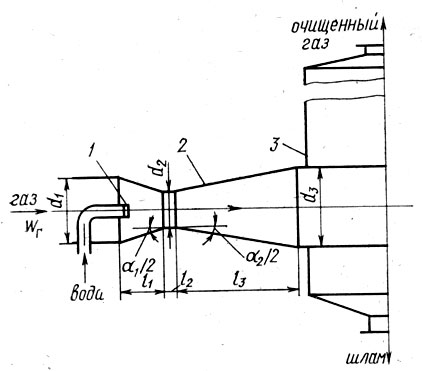 очищенный
газ
1
d₂
2
3
d₁
газ
wг
d₃
α₁/2
α₂/2
вода
l₁
l₂
l₃
шлам